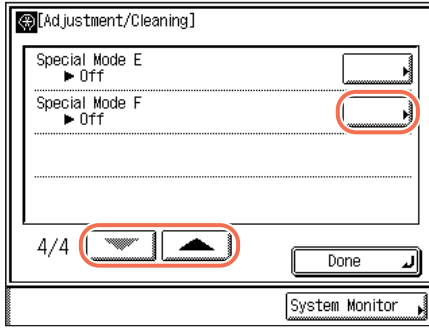 [Adjustment/Cleaning]
Special Mode E
▶ Off
Special Mode F
▶ Off
4/4
Done
System Monitor